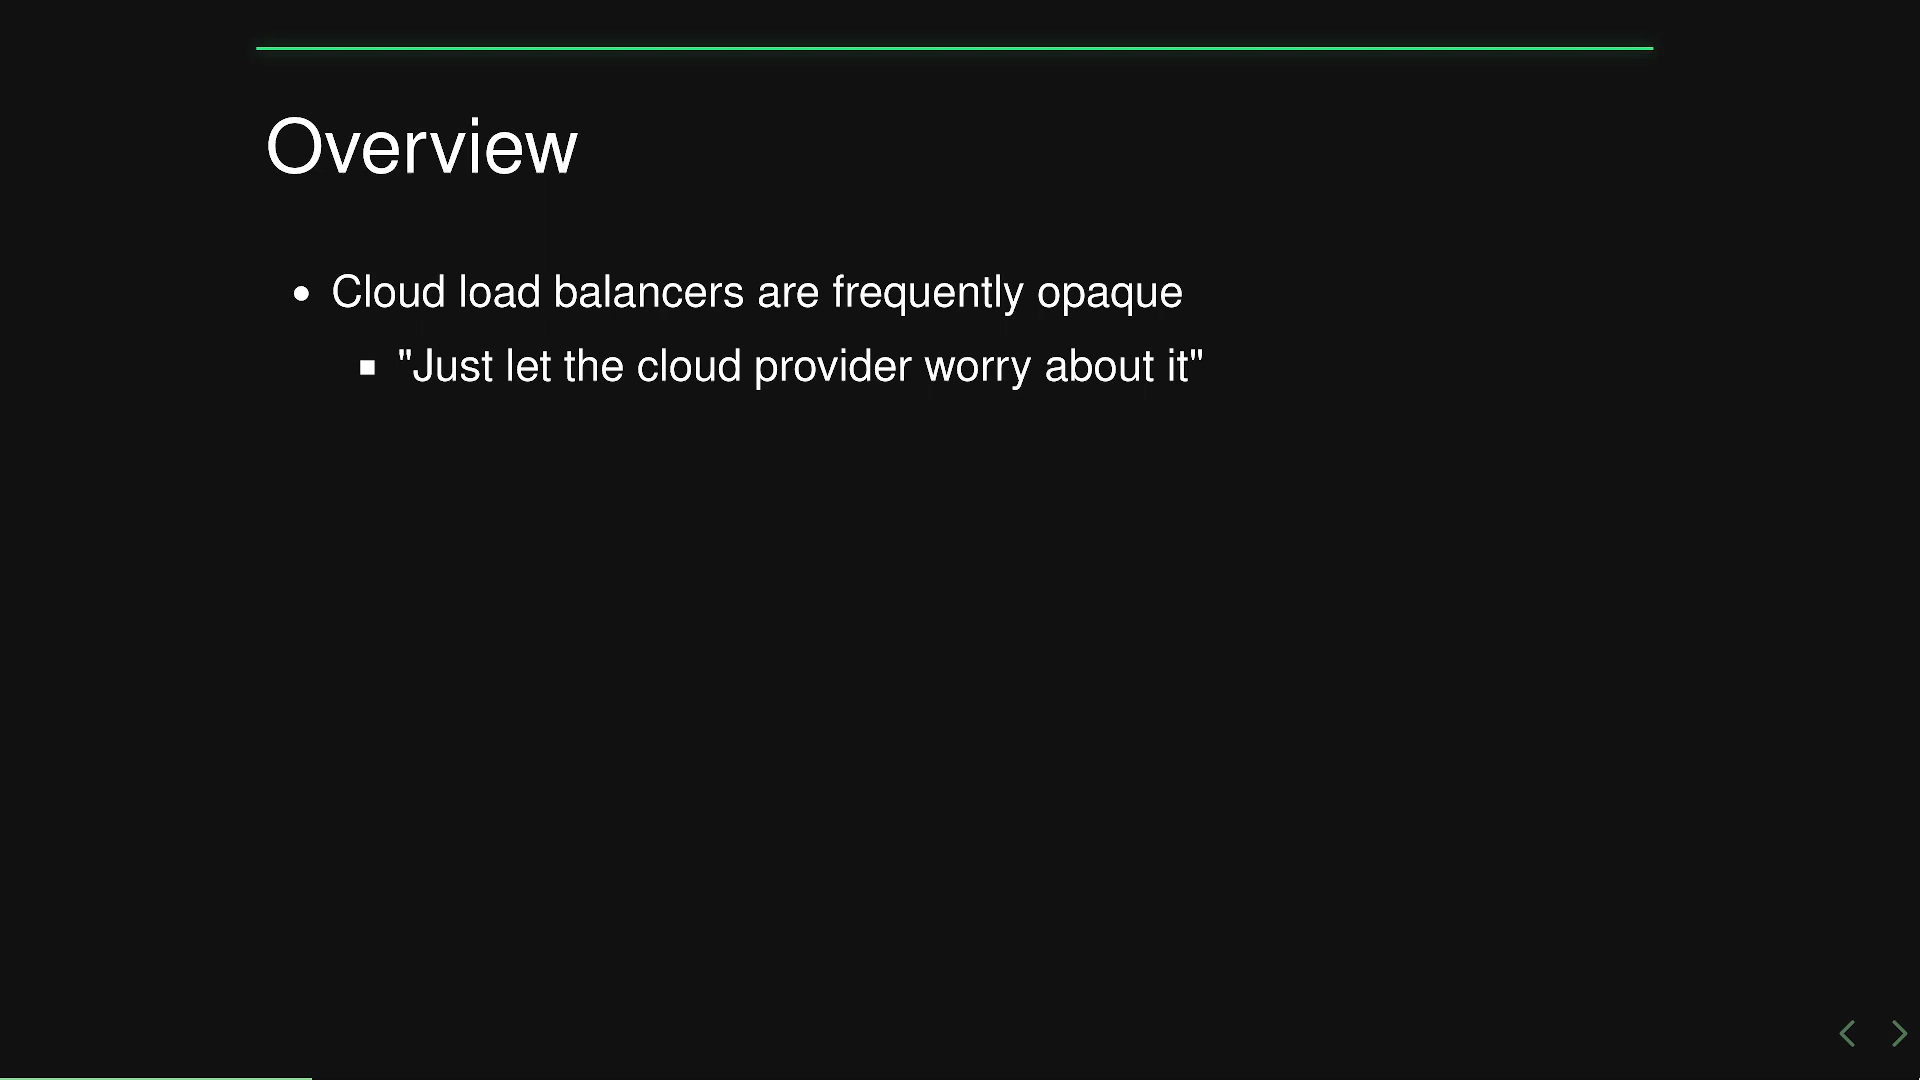 Overview
Cloud load balancers are frequently opaque
"Just let the cloud provider worry about it"